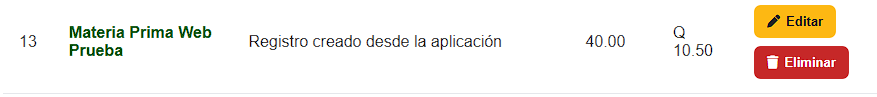 13
Materia Prima Web
Prueba
Registro creado desde la aplicación
40.00
Q
10.50
Editar
Eliminar